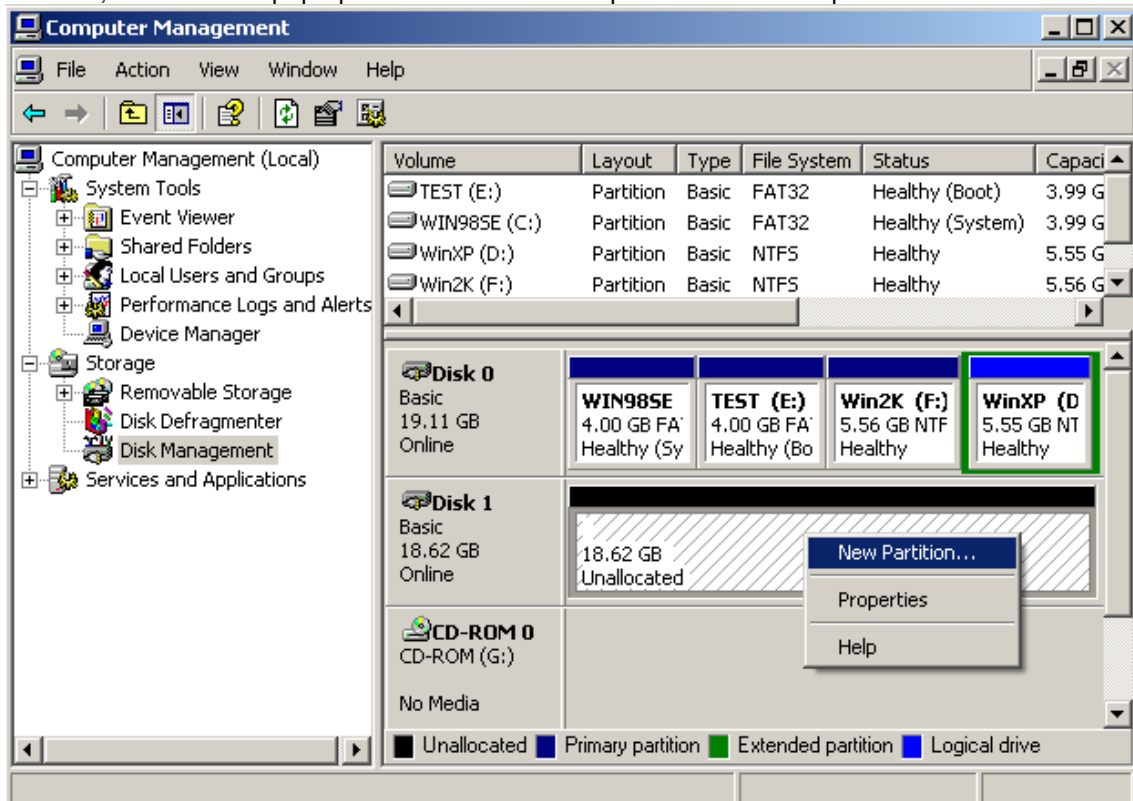 Computer Management
File Action View Window Help
Computer Management (Local)
System Tools
Event Viewer
Shared Folders
Local Users and Groups
Performance Logs and Alerts
Device Manager
Storage
Removable Storage
Disk Defragmenter
Disk Management
Services and Applications
Volume Layout Type File System Status Capaci
TEST (E:) Partition Basic FAT32 Healthy (Boot) 3.99 G
WIN98SE (C:) Partition Basic FAT32 Healthy (System) 3.99 G
WinXP (D:) Partition Basic NTFS Healthy 5.55 G
Win2K (F:) Partition Basic NTFS Healthy 5.56 G
Disk 0
Basic
19.11 GB
Online
WIN98SE
4.00 GB FA
Healthy (Sy
TEST (E:)
4.00 GB FA
Healthy (Bo
Win2K (F:)
5.56 GB NTF
Healthy
WinXP (D
5.55 GB NT
Healthy
Disk 1
Basic
18.62 GB
Online
18.62 GB
Unallocated
New Partition...
Properties
Help
CD-ROM 0
CD-ROM (G:)
No Media
Unallocated Primary partition Extended partition Logical drive